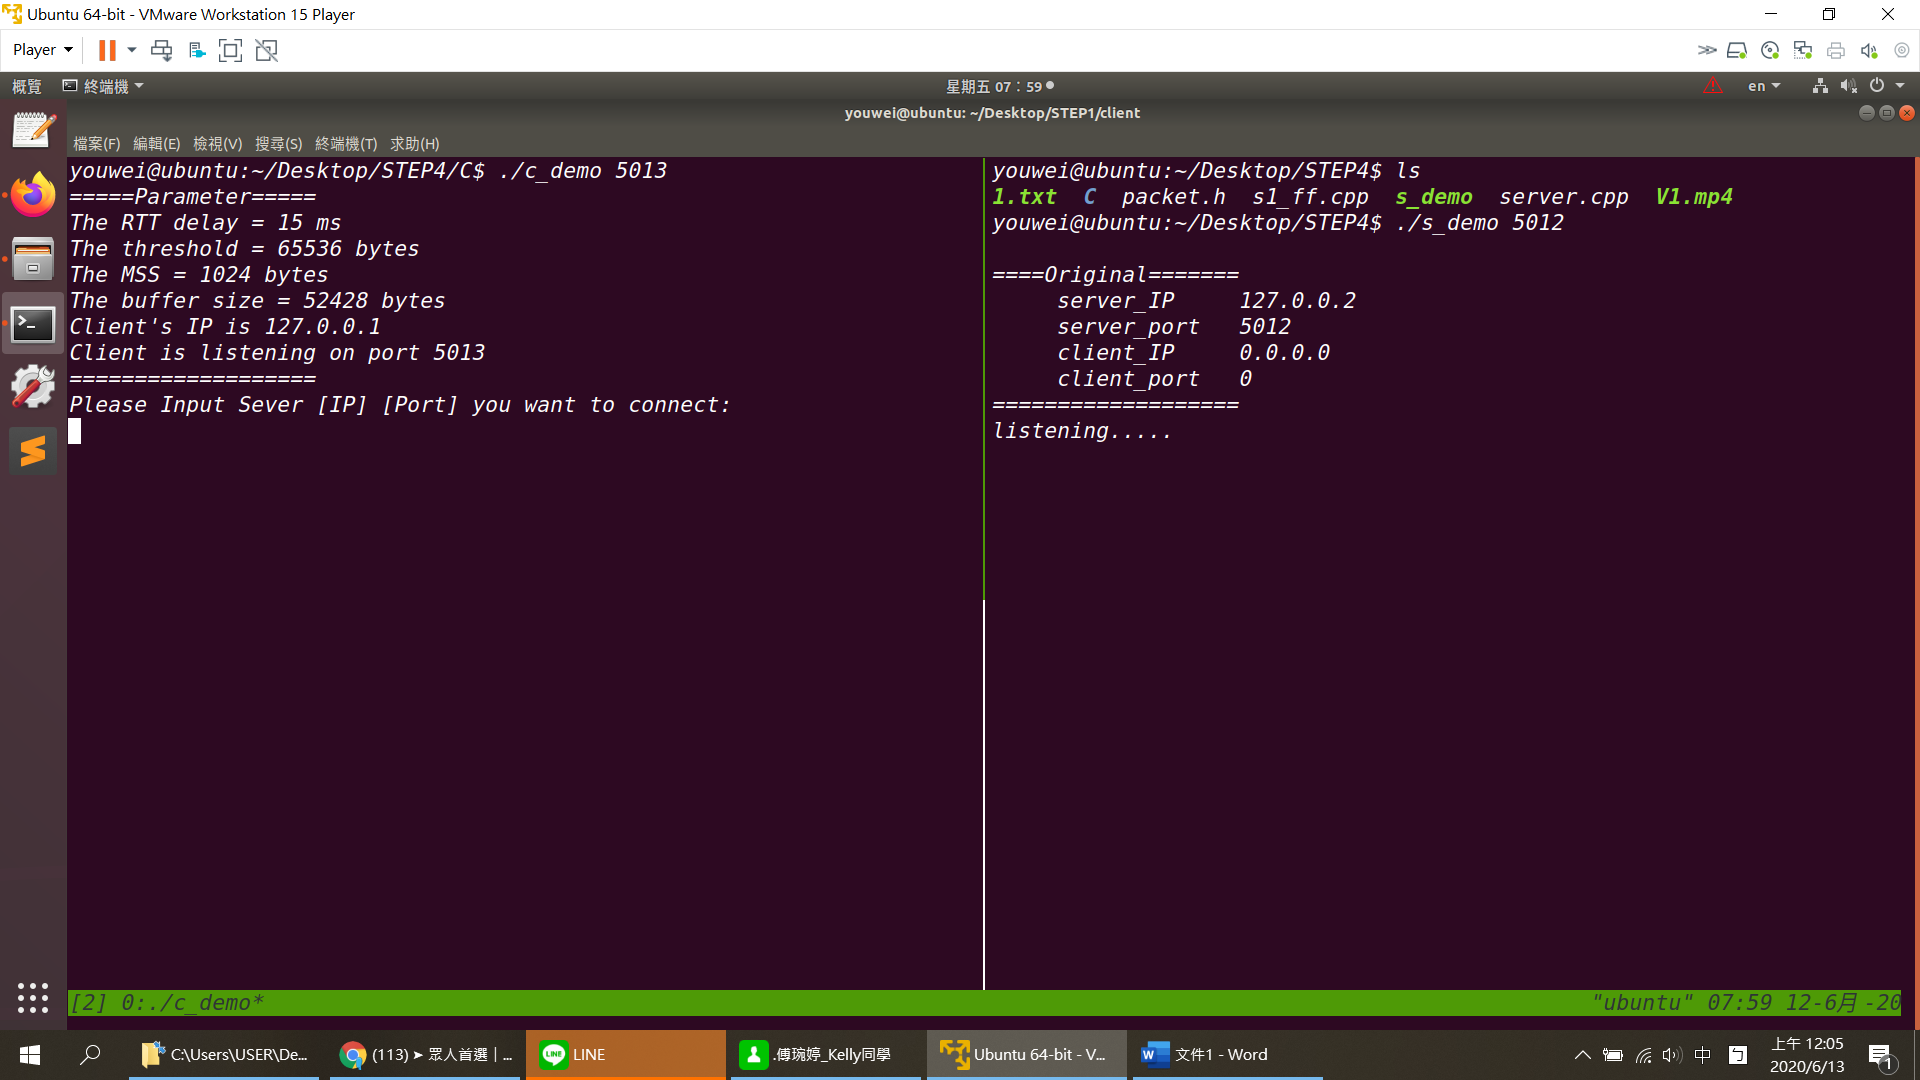 Ubuntu 64-bit - VMware Workstation 15 Player
Player
概覽 終端機 星期五 07：59 en
youwei@ubuntu: ~/Desktop/STEP1/client
檔案(F) 編輯(E) 檢視(V) 搜尋(S) 終端機(T) 求助(H)
youwei@ubuntu:~/Desktop/STEP4/C$ ./c_demo 5013
=====Parameter=====
The RTT delay = 15 ms
The threshold = 65536 bytes
The MSS = 1024 bytes
The buffer size = 52428 bytes
Client's IP is 127.0.0.1
Client is listening on port 5013
===================
Please Input Sever [IP] [Port] you want to connect:
youwei@ubuntu:~/Desktop/STEP4$ ls
1.txt C packet.h s1_ff.cpp s_demo server.cpp V1.mp4
youwei@ubuntu:~/Desktop/STEP4$ ./s_demo 5012
====Original=======
server_IP 127.0.0.2
server_port 5012
client_IP 0.0.0.0
client_port 0
===================
listening.....
[2] 0:./c_demo* "ubuntu" 07:59 12-6月 -20
C:\Users\USER\De... (113) ➤ 眾人首選｜... LINE .傅琬婷_Kelly同學 Ubuntu 64-bit - V... 文件1 - Word 中 ㄅ 上午 12:05
2020/6/13 1